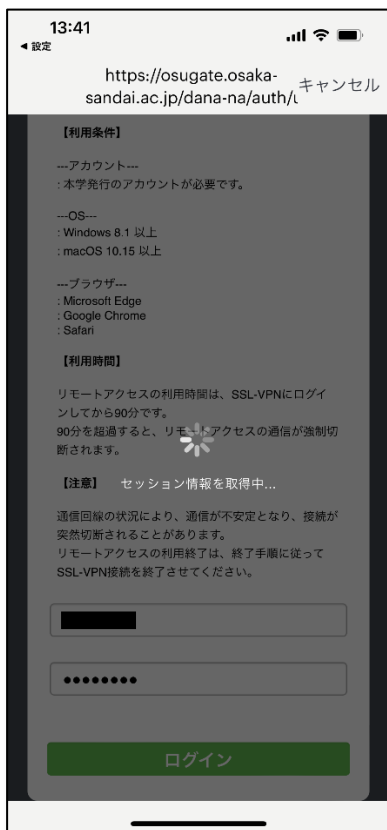 13:41
◀ 設定
https://osugate.osaka-
sandai.ac.jp/dana-na/auth/u
キャンセル
【利用条件】
---アカウント---
: 本学発行のアカウントが必要です。
---OS---
: Windows 8.1 以上
: macOS 10.15 以上
---ブラウザ---
: Microsoft Edge
: Google Chrome
: Safari
【利用時間】
リモートアクセスの利用時間は、SSL-VPNにログイ
ンしてから90分です。
90分を超過すると、リモートアクセスの通信が強制切
断されます。
【注意】
セッション情報を取得中...
通信回線の状況により、通信が不安定となり、接続が
突然切断されることがあります。
リモートアクセスの利用終了は、終了手順に従って
SSL-VPN接続を終了させてください。
●●●●●●●●
ログイン